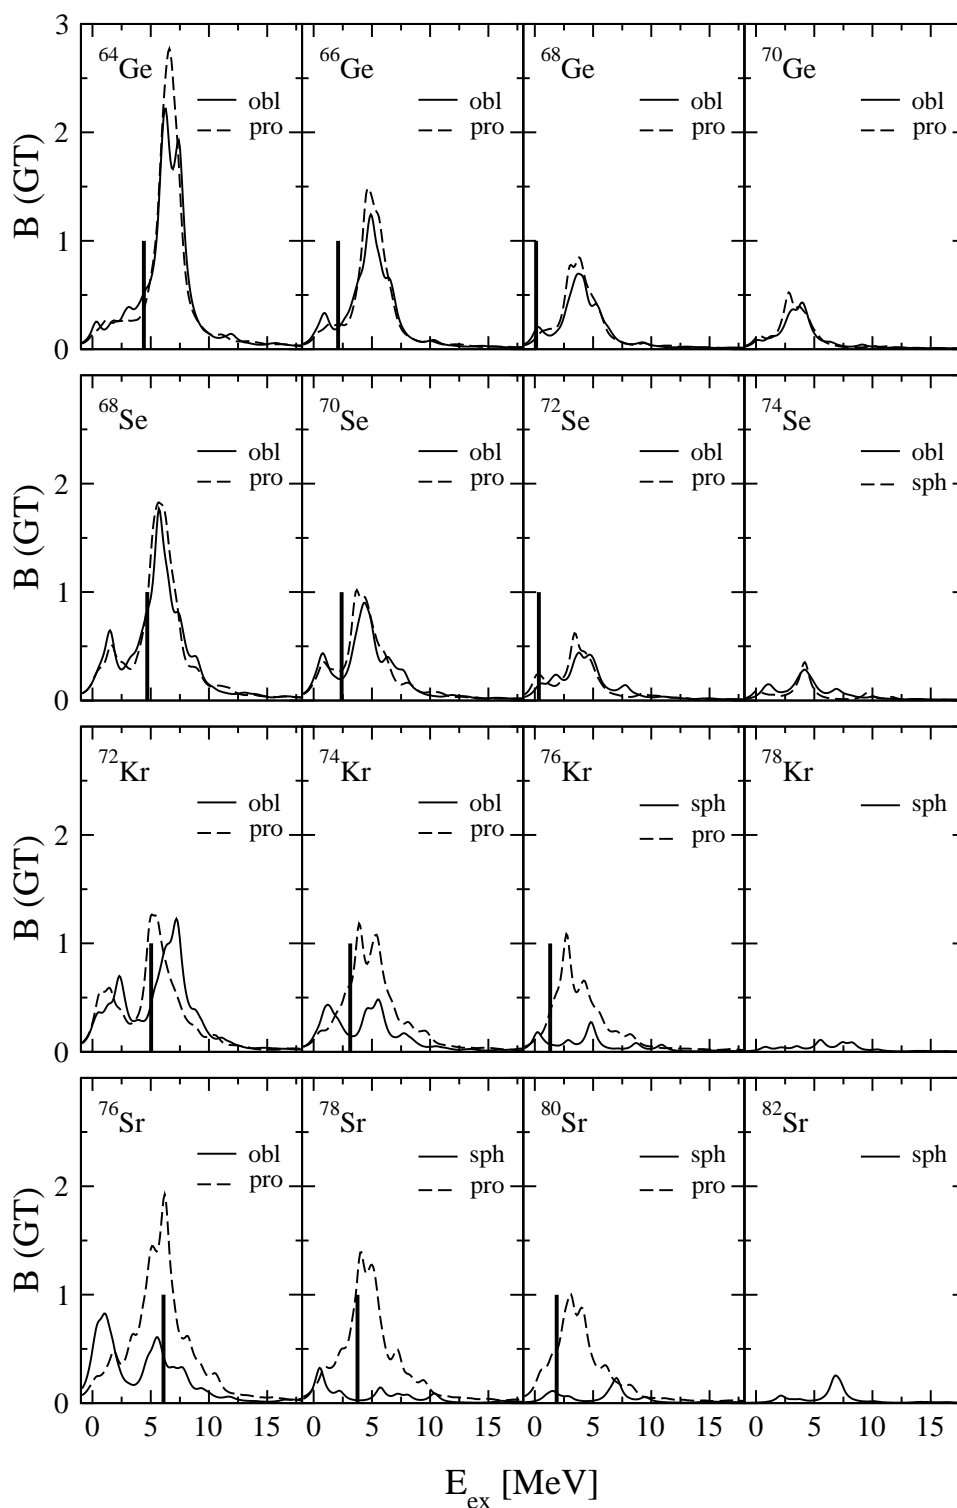 3
2
1
0
B (GT)
64Ge
obl
pro
66Ge
obl
pro
68Ge
obl
pro
70Ge
obl
pro
2
1
0
B (GT)
68Se
obl
pro
70Se
obl
pro
72Se
obl
pro
74Se
obl
sph
2
1
0
B (GT)
72Kr
obl
pro
74Kr
obl
pro
76Kr
sph
pro
78Kr
sph
2
1
0
B (GT)
76Sr
obl
pro
78Sr
sph
pro
80Sr
sph
pro
82Sr
sph
0 5 10 15 0 5 10 15 0 5 10 15 0 5 10 15
Eex [MeV]